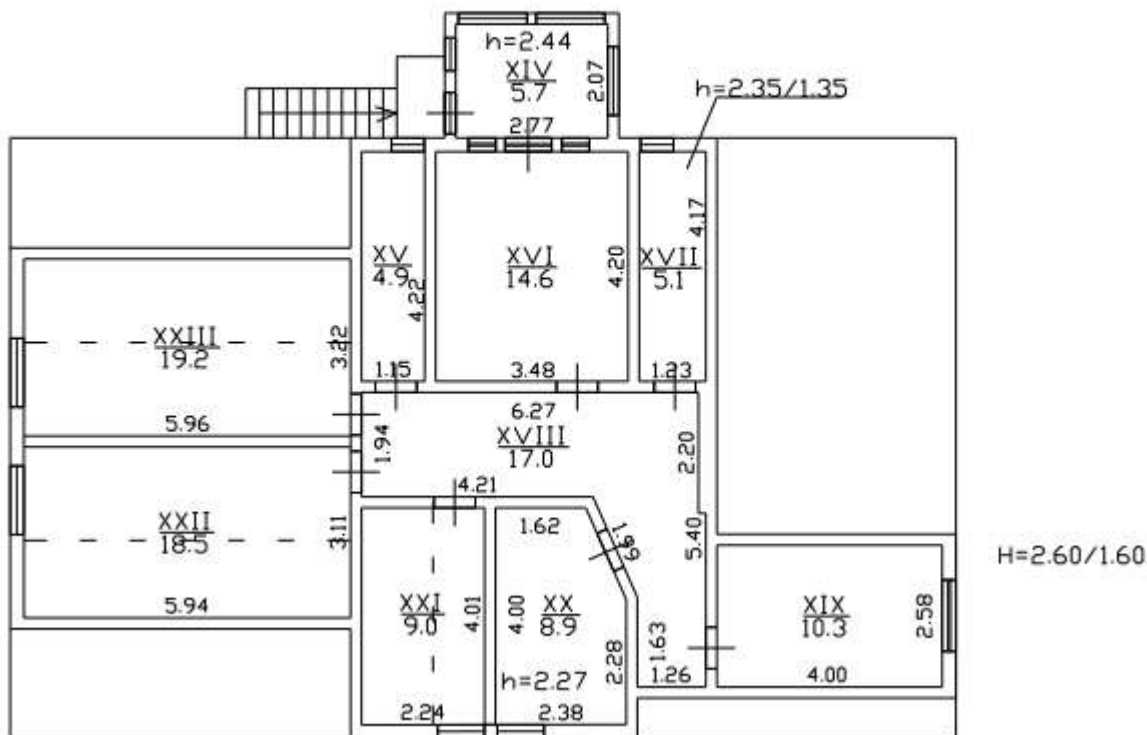 h=2.44
XIV
5.7
2.07
2.77
h=2.35/1.35
XV
4.9
4.22
1.15
XVI
14.6
4.20
3.48
XVII
5.1
4.17
1.23
XXIII
19.2
3.22
5.96
6.27
XVIII
17.0
1.94
2.20
4.21
XXII
18.5
3.11
5.94
1.62
1.99
5.40
H=2.60/1.60
XXI
9.0
4.01
2.24
4.00
XX
8.9
2.28
h=2.27
2.38
1.63
1.26
XIX
10.3
2.58
4.00